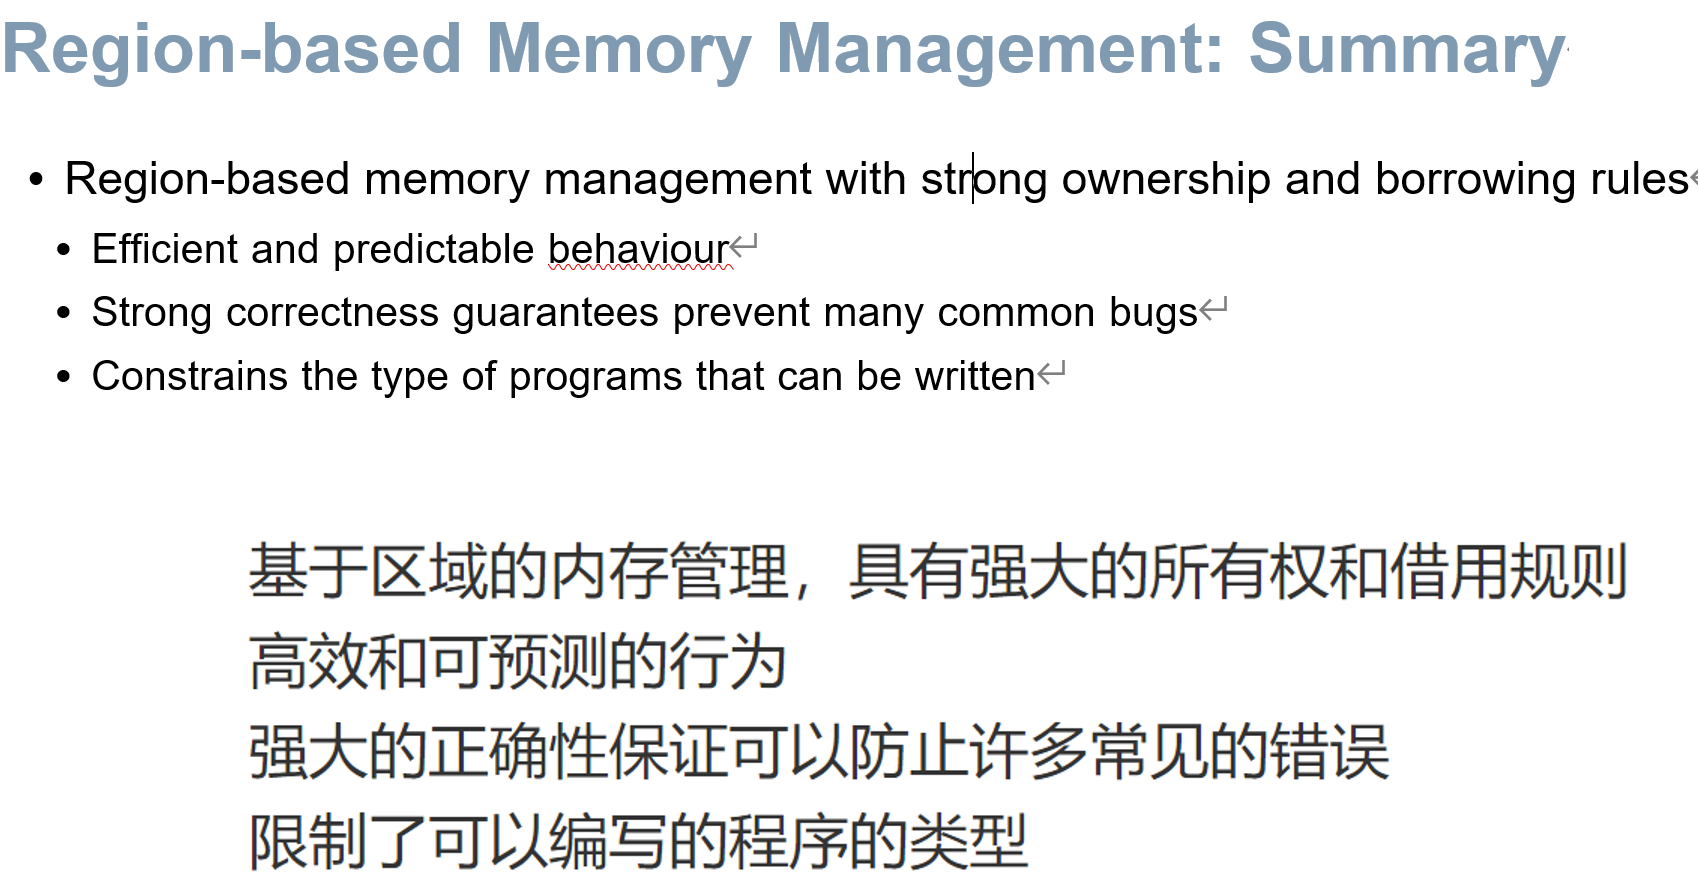 Region-based Memory Management: Summary
• Region-based memory management with strong ownership and borrowing rules
• Efficient and predictable behaviour
• Strong correctness guarantees prevent many common bugs
• Constrains the type of programs that can be written
基于区域的内存管理，具有强大的所有权和借用规则
高效和可预测的行为
强大的正确性保证可以防止许多常见的错误
限制了可以编写的程序的类型